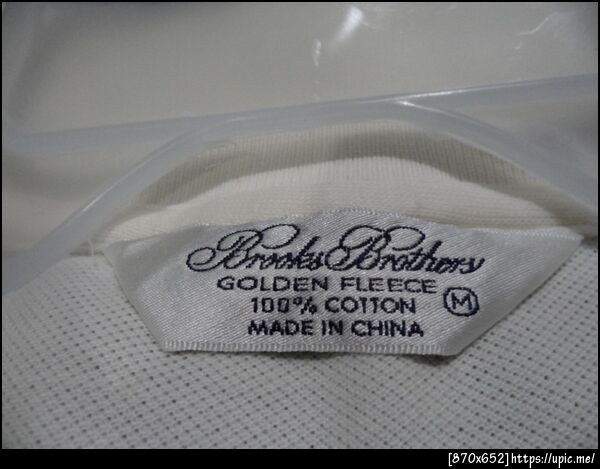 Brooks Brothers
GOLDEN FLEECE
100% COTTON
M
MADE IN CHINA
[870x652]https://upic.me/